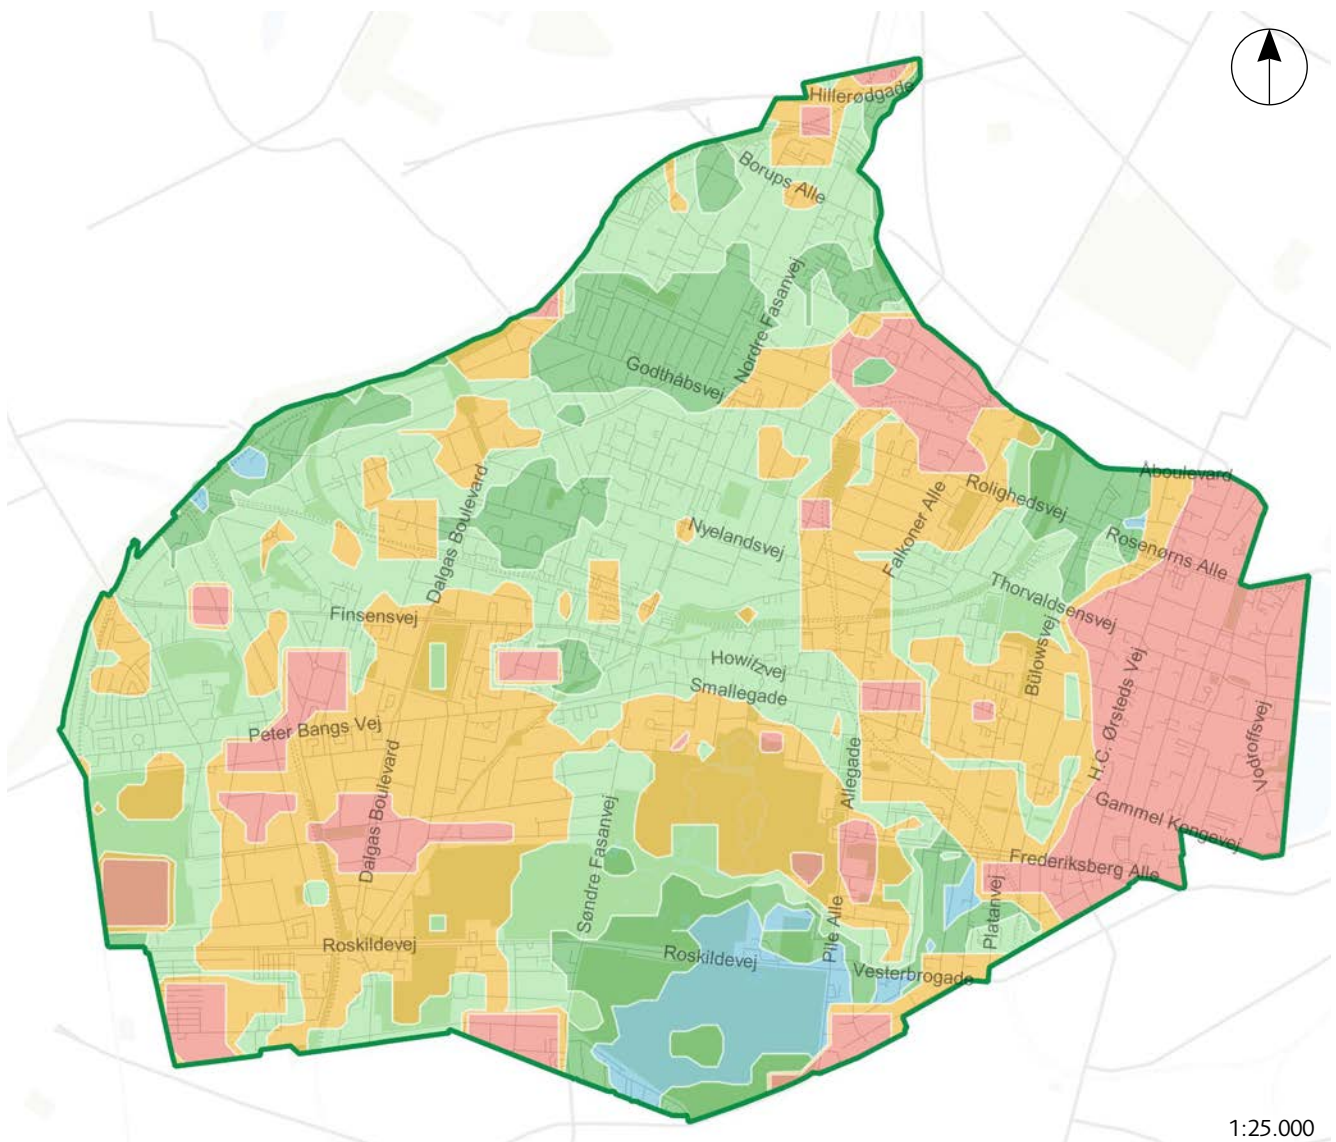 Hillerødgade
Borups Alle
Nordre Fasanvej
Godthåbsvej
Åboulevard
Rolighedsvej
Dalgas Boulevard
Falkoner Alle
Nyelandsvej
Rosenørns Alle
Thorvaldsensvej
Finsensvej
Bülowsvej
Howitzvej
Smallegade
H.C. Ørsteds Vej
Peter Bangs Vej
Vodroffsvej
Allegade
Dalgas Boulevard
Gammel Kongevej
Søndre Fasanvej
Frederiksberg Alle
Platanvej
Pile Alle
Roskildevej
Roskildevej
Vesterbrogade
1:25.000